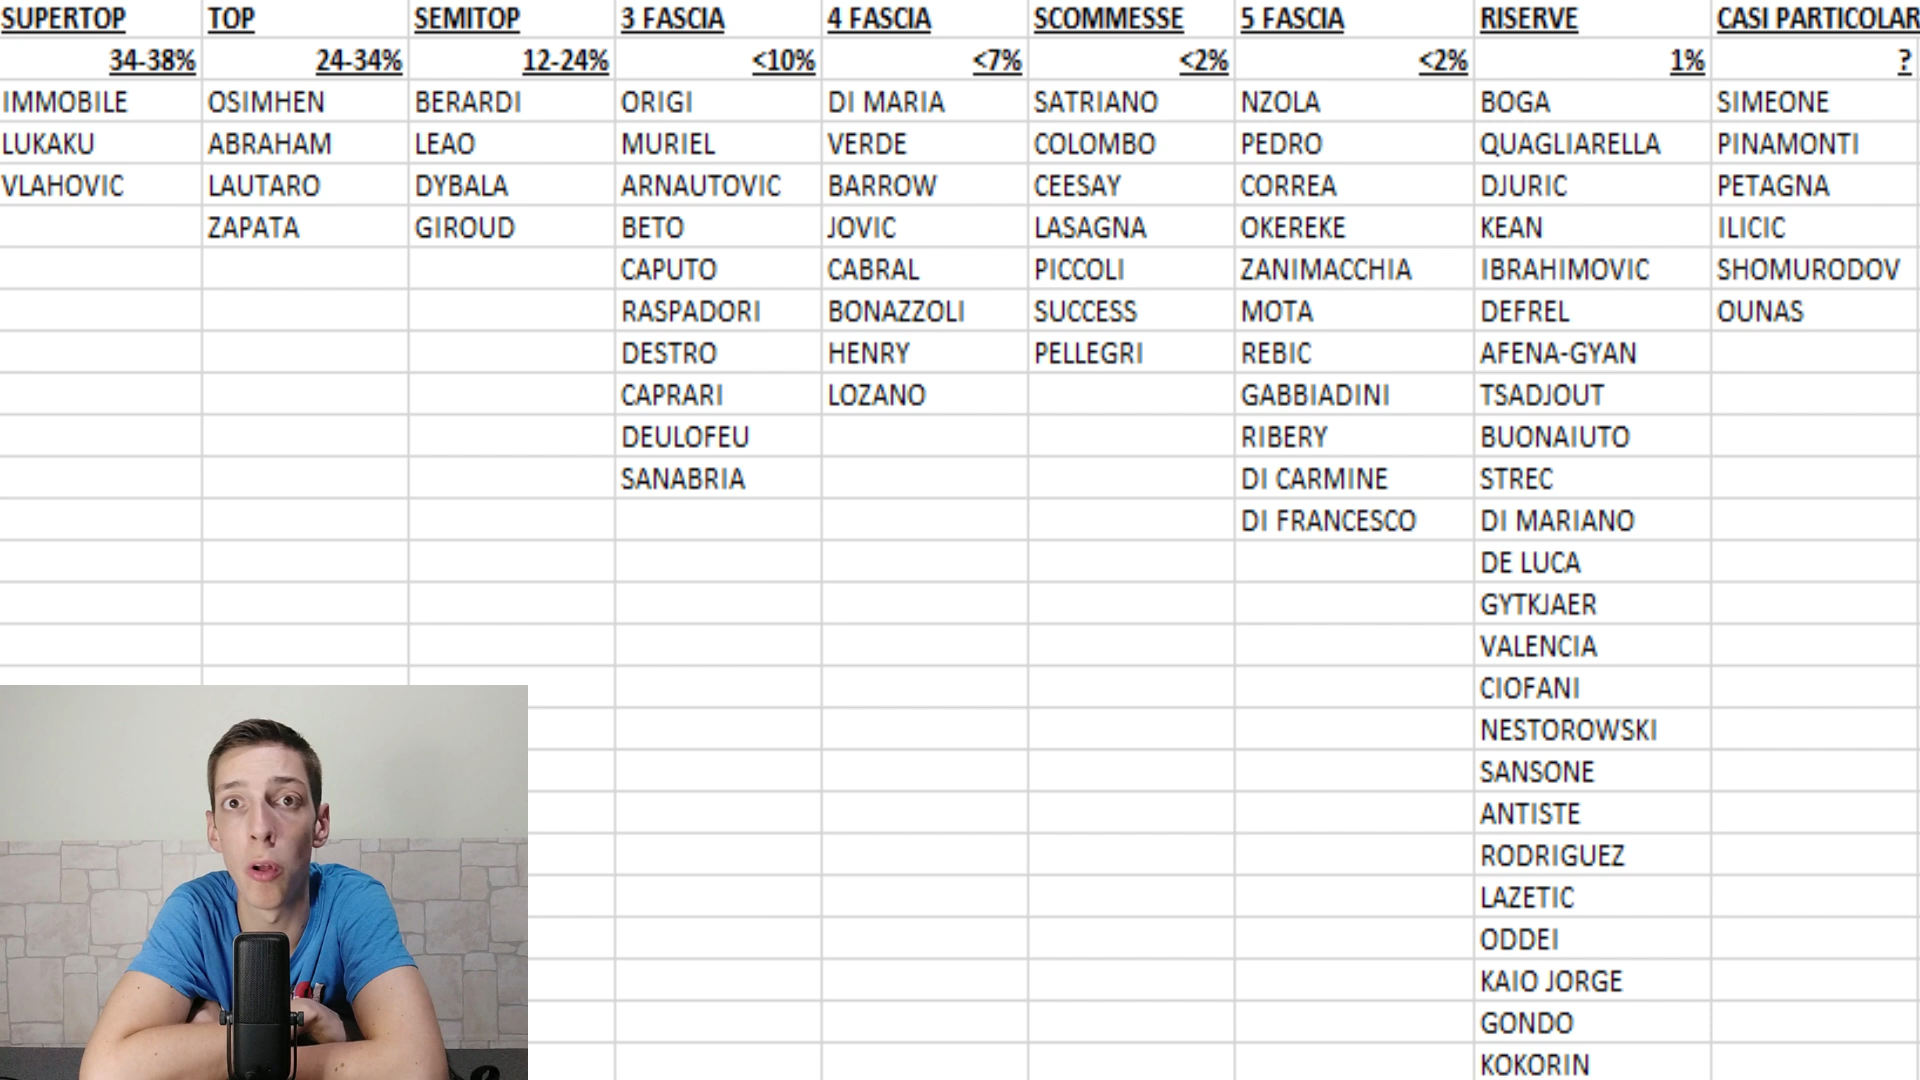 SUPERTOP TOP SEMITOP 3 FASCIA 4 FASCIA SCOMMESSE 5 FASCIA RISERVE CASI PARTICOLAR
34-38% 24-34% 12-24% <10% <7% <2% <2% 1% ?
IMMOBILE OSIMHEN BERARDI ORIGI DI MARIA SATRIANO NZOLA BOGA SIMEONE
LUKAKU ABRAHAM LEAO MURIEL VERDE COLOMBO PEDRO QUAGLIARELLA PINAMONTI
VLAHOVIC LAUTARO DYBALA ARNAUTOVIC BARROW CEESAY CORREA DJURIC PETAGNA
ZAPATA GIROUD BETO JOVIC LASAGNA OKEREKE KEAN ILICIC
CAPUTO CABRAL PICCOLI ZANIMACCHIA IBRAHIMOVIC SHOMURODOV
RASPADORI BONAZZOLI SUCCESS MOTA DEFREL OUNAS
DESTRO HENRY PELLEGRI REBIC AFENA-GYAN
CAPRARI LOZANO GABBIADINI TSADJOUT
DEULOFEU RIBERY BUONAIUTO
SANABRIA DI CARMINE STREC
DI FRANCESCO DI MARIANO
DE LUCA
GYTKJAER
VALENCIA
CIOFANI
NESTOROWSKI
SANSONE
ANTISTE
RODRIGUEZ
LAZETIC
ODDEI
KAIO JORGE
GONDO
KOKORIN